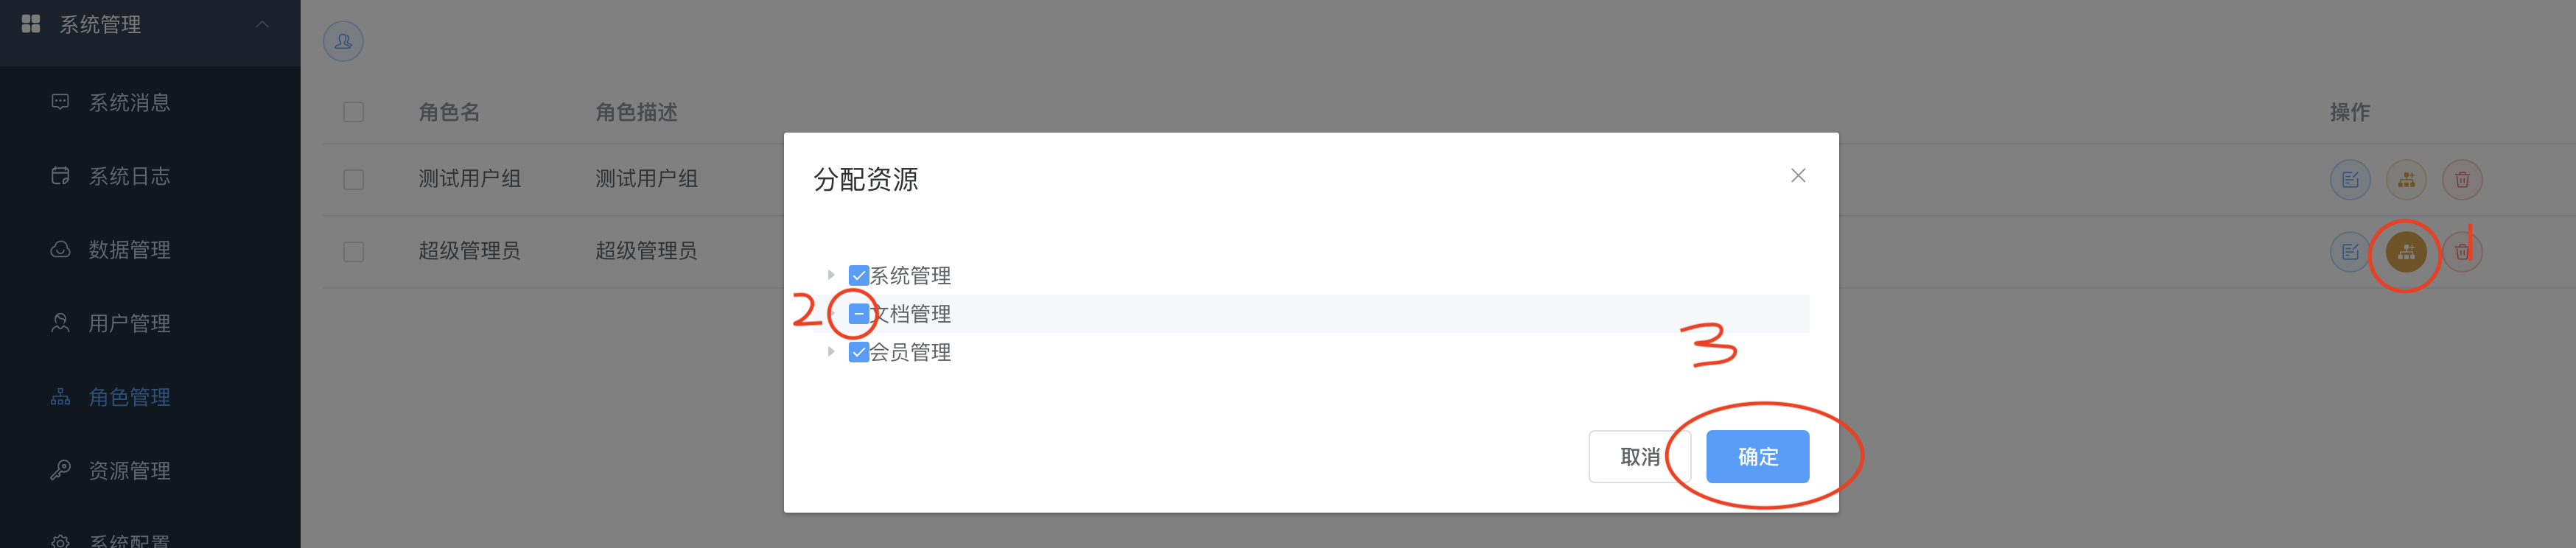 系统管理
系统消息
系统日志
数据管理
用户管理
角色管理
资源管理
系统配置
角色名 角色描述 操作
测试用户组 测试用户组
超级管理员 超级管理员
1
分配资源
系统管理
2 文档管理
会员管理
3
取消 确定